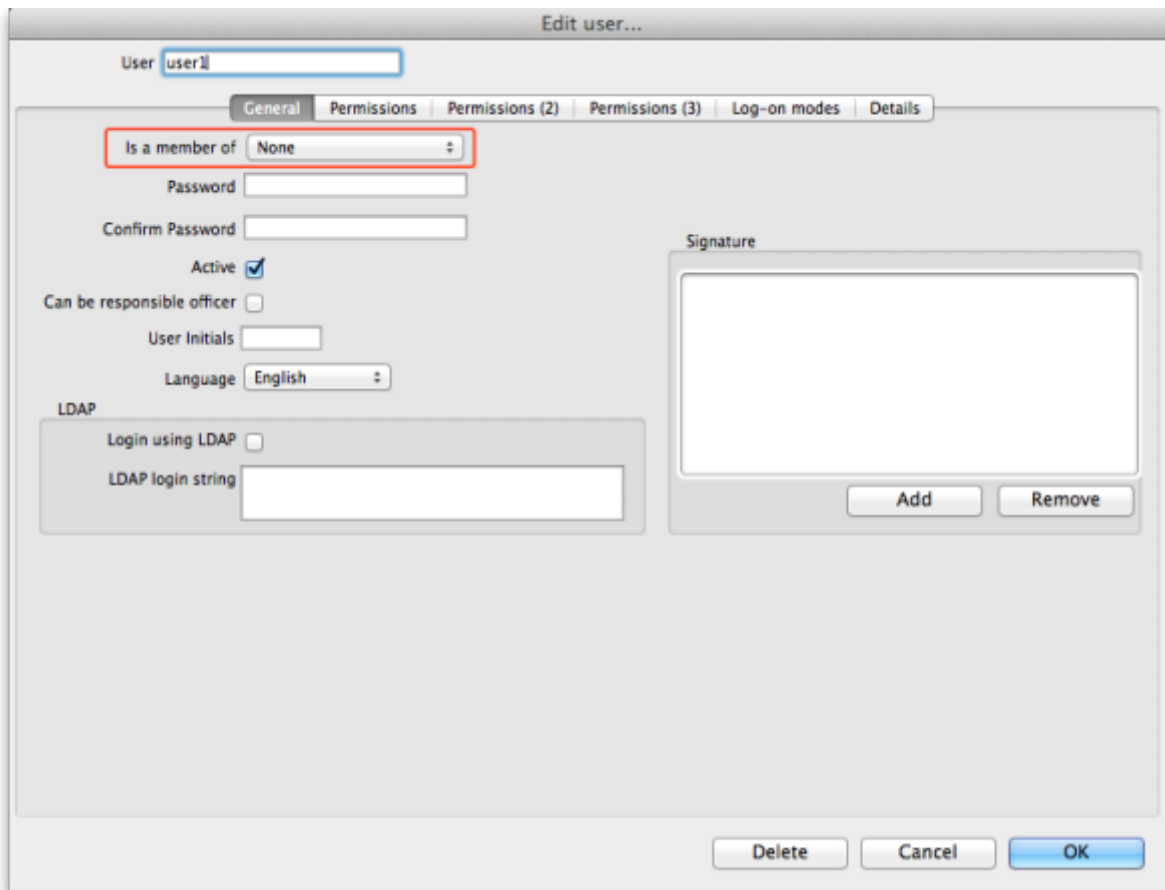 Edit user...
User user1
General Permissions Permissions (2) Permissions (3) Log-on modes Details
Is a member of None
Password
Confirm Password
Signature
Active
Can be responsible officer
User Initials
Language English
LDAP
Login using LDAP
LDAP login string
Add Remove
Delete Cancel OK